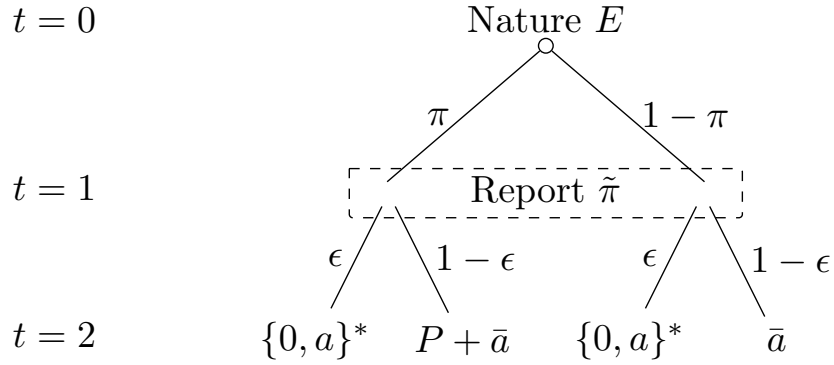 t = 0 Nature E
π 1 − π
t = 1 Report π̃
ϵ 1 − ϵ ϵ 1 − ϵ
t = 2 {0, a}* P + ā {0, a}* ā